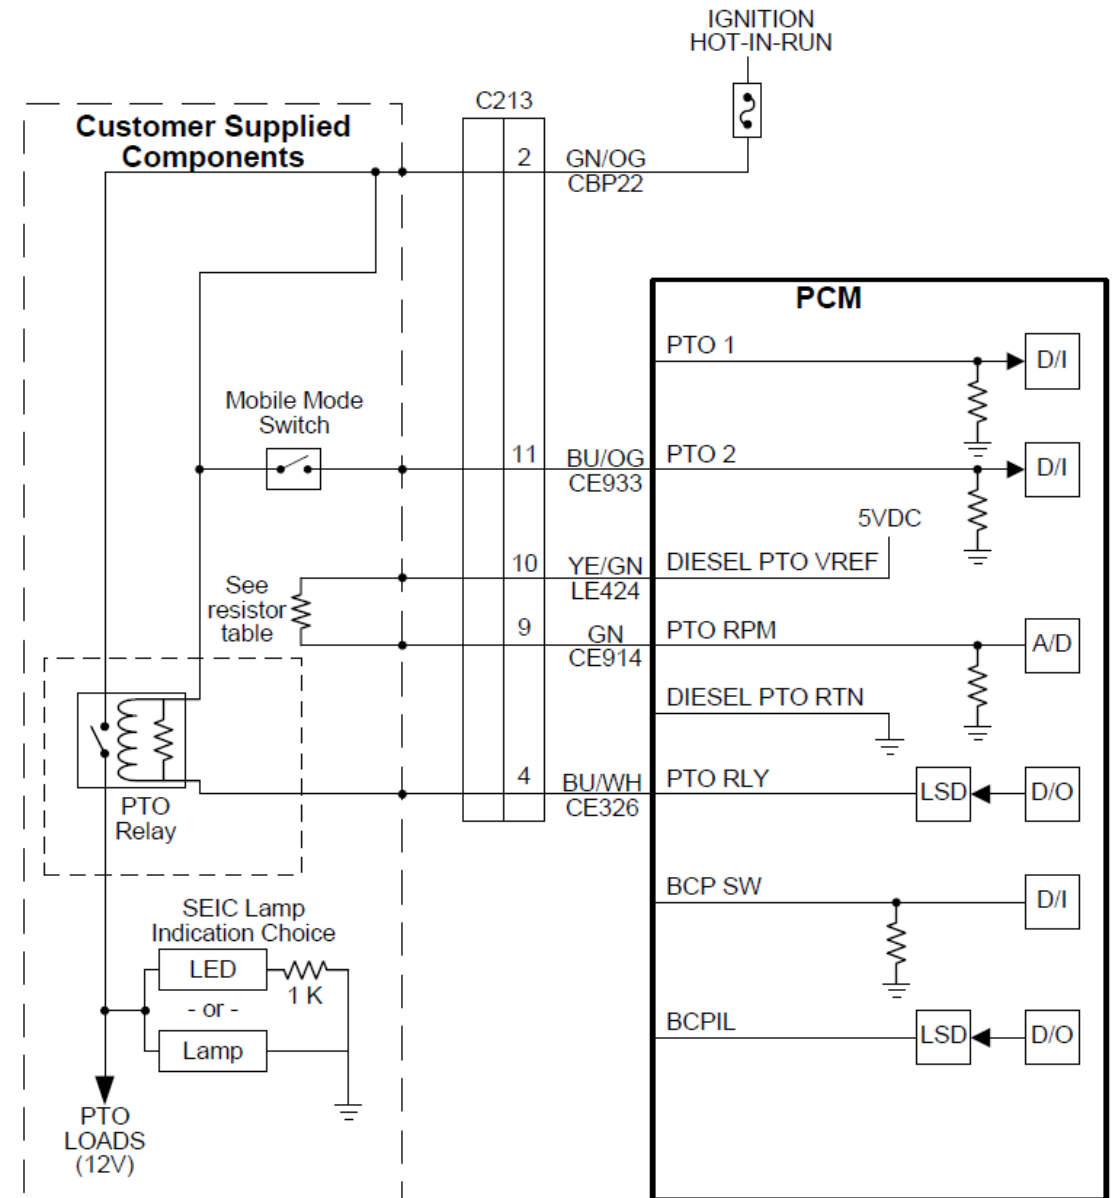 IGNITION
HOT-IN-RUN
C213
Customer Supplied
Components
2
GN/OG
CBP22
PCM
PTO 1
D/I
Mobile Mode
Switch
11
BU/OG
CE933
PTO 2
D/I
5VDC
10
YE/GN
LE424
DIESEL PTO VREF
See
resistor
table
9
GN
CE914
PTO RPM
A/D
DIESEL PTO RTN
4
BU/WH
CE326
PTO RLY
LSD
D/O
PTO
Relay
BCP SW
D/I
SEIC Lamp
Indication Choice
LED
1 K
- or -
Lamp
BCPIL
LSD
D/O
PTO
LOADS
(12V)